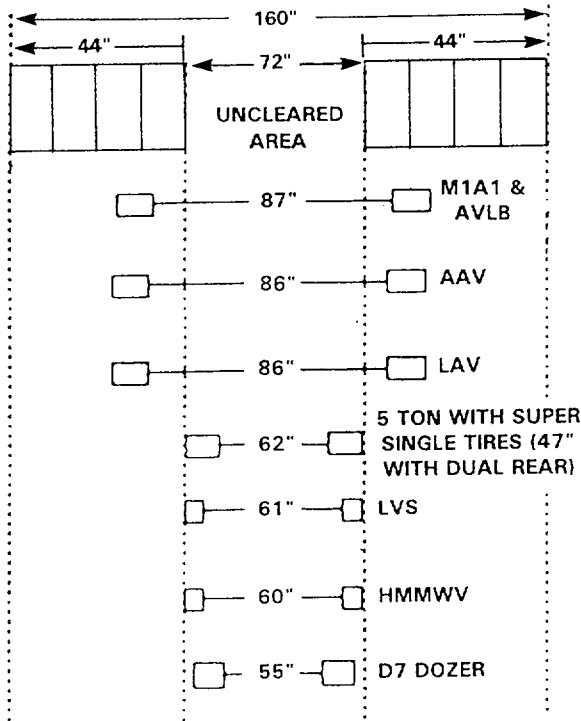 160"
44"
72"
44"
UNCLEARED
AREA
87"
M1A1 &
AVLB
86"
AAV
86"
LAV
62"
5 TON WITH SUPER
SINGLE TIRES (47"
WITH DUAL REAR)
61"
LVS
60"
HMMWV
55"
D7 DOZER